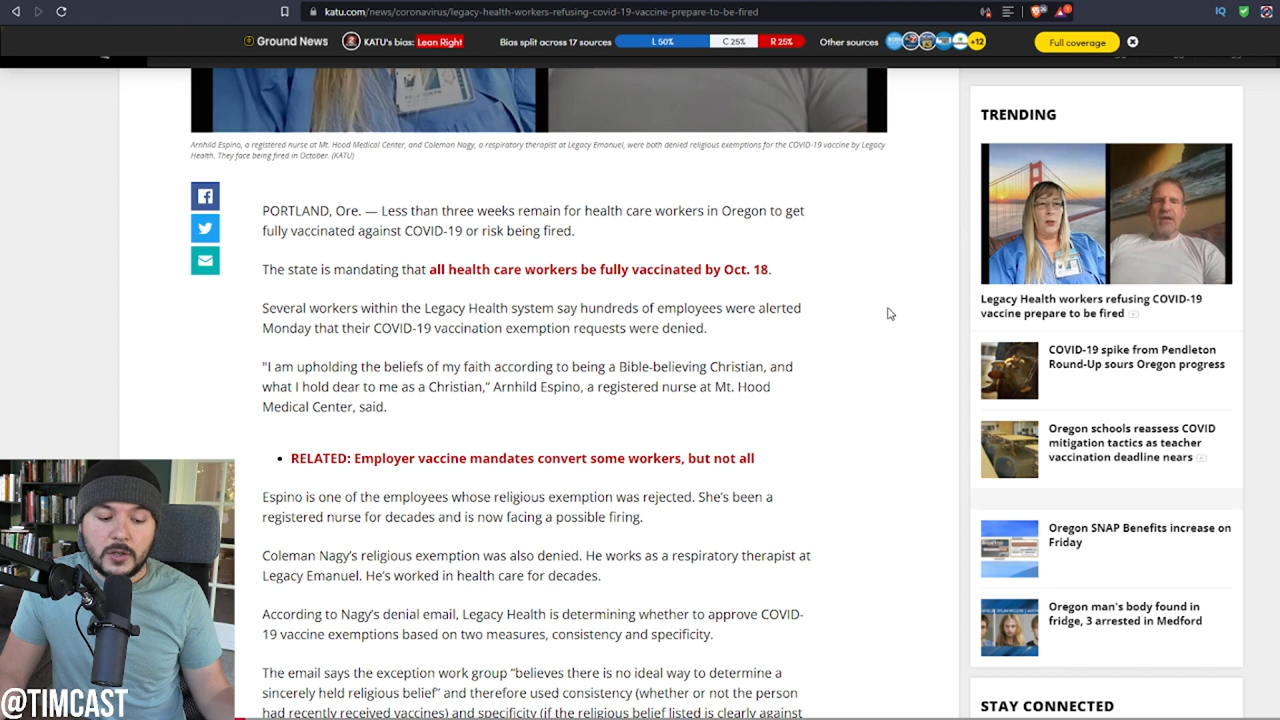 katu.com/news/coronavirus/legacy-health-workers-refusing-covid-19-vaccine-prepare-to-be-fired
Ground News
KATU's bias: Lean Right
Bias split across 17 sources
L 50%
C 25%
R 25%
Other sources
+12
Full coverage
Arnhild Espino, a registered nurse at Mt. Hood Medical Center, and Coleman Nagy, a respiratory therapist at Legacy Emanuel, were both denied religious exemptions for the COVID-19 vaccine by Legacy
Health. They face being fired in October. (KATU)
PORTLAND, Ore. — Less than three weeks remain for health care workers in Oregon to get
fully vaccinated against COVID-19 or risk being fired.
The state is mandating that all health care workers be fully vaccinated by Oct. 18.
Several workers within the Legacy Health system say hundreds of employees were alerted
Monday that their COVID-19 vaccination exemption requests were denied.
"I am upholding the beliefs of my faith according to being a Bible-believing Christian, and
what I hold dear to me as a Christian,” Arnhild Espino, a registered nurse at Mt. Hood
Medical Center, said.
• RELATED: Employer vaccine mandates convert some workers, but not all
Espino is one of the employees whose religious exemption was rejected. She’s been a
registered nurse for decades and is now facing a possible firing.
Coleman Nagy’s religious exemption was also denied. He works as a respiratory therapist at
Legacy Emanuel. He’s worked in health care for decades.
According to Nagy’s denial email, Legacy Health is determining whether to approve COVID-
19 vaccine exemptions based on two measures, consistency and specificity.
The email says the exception work group “believes there is no ideal way to determine a
sincerely held religious belief” and therefore used consistency (whether or not the person
had recently received vaccines) and specificity (if the religious belief listed is clearly against
TRENDING
Legacy Health workers refusing COVID-19
vaccine prepare to be fired
COVID-19 spike from Pendleton
Round-Up sours Oregon progress
Oregon schools reassess COVID
mitigation tactics as teacher
vaccination deadline nears
Oregon SNAP Benefits increase on
Friday
Oregon man's body found in
fridge, 3 arrested in Medford
STAY CONNECTED
@TIMCAST